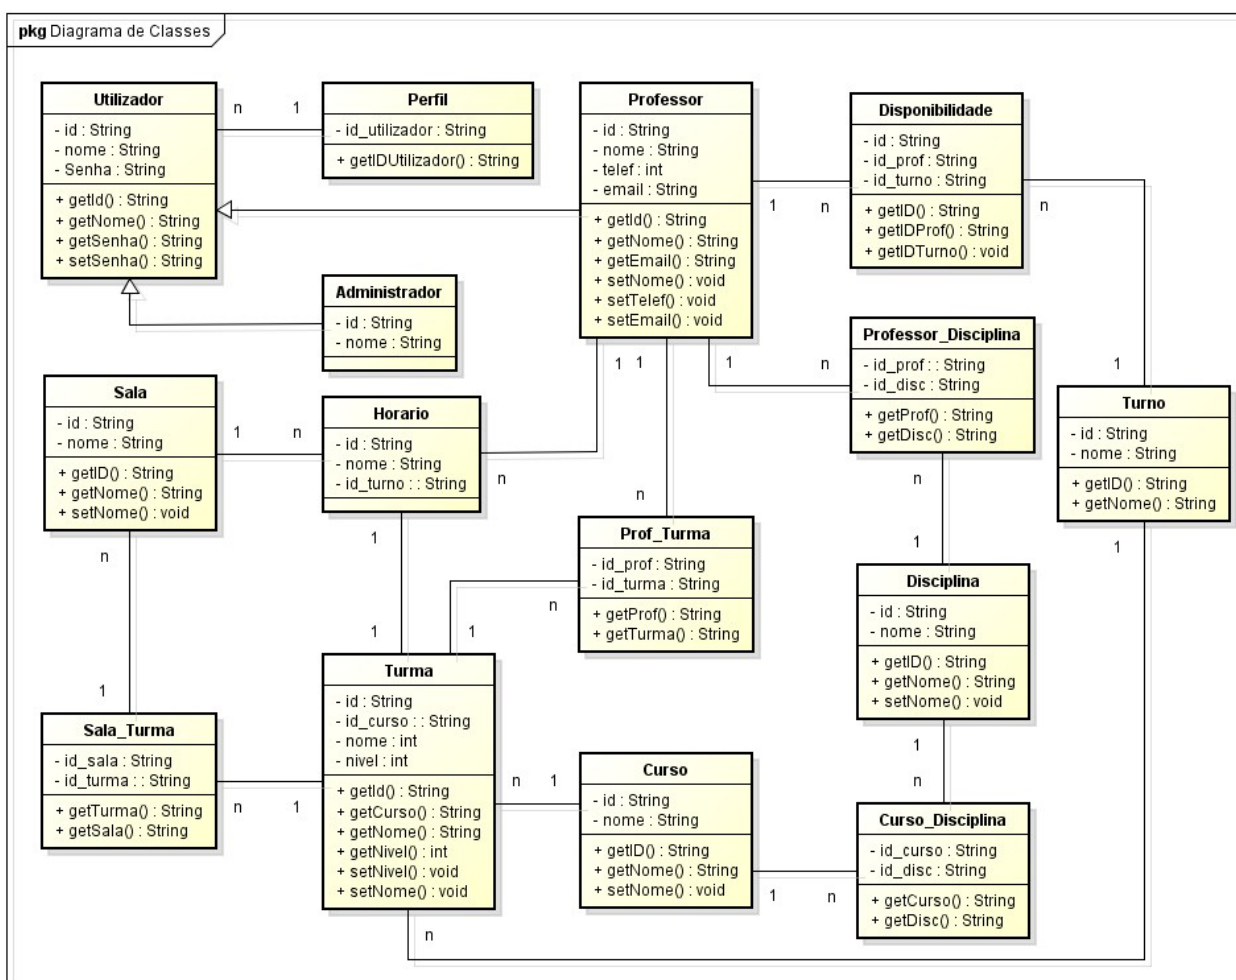 pkg Diagrama de Classes
Utilizador
- id : String
- nome : String
- Senha : String
+ getId() : String
+ getNome() : String
+ getSenha() : String
+ setSenha() : String
n
1
Perfil
- id_utilizador : String
+ getIDUtilizador() : String
Professor
- id : String
- nome : String
- telef : int
- email : String
+ getId() : String
+ getNome() : String
+ getEmail() : String
+ setNome() : void
+ setTelef() : void
+ setEmail() : void
1
n
Disponibilidade
- id : String
- id_prof : String
- id_turno : String
+ getID() : String
+ getIDProf() : String
+ getIDTurno() : void
n
1
Administrador
- id : String
- nome : String
Professor_Disciplina
- id_prof : : String
- id_disc : String
+ getProf() : String
+ getDisc() : String
1
1
1
n
Sala
- id : String
- nome : String
+ getID() : String
+ getNome() : String
+ setNome() : void
1
n
Horario
- id : String
- nome : String
- id_turno : : String
n
n
Turno
- id : String
- nome : String
+ getID() : String
+ getNome() : String
1
n
1
n
1
Prof_Turma
- id_prof : String
- id_turma : String
+ getProf() : String
+ getTurma() : String
n
1
1
Disciplina
- id : String
- nome : String
+ getID() : String
+ getNome() : String
+ setNome() : void
1
n
1
Sala_Turma
- id_sala : String
- id_turma : : String
+ getTurma() : String
+ getSala() : String
n
1
Turma
- id : String
- id_curso : : String
- nome : int
- nivel : int
+ getId() : String
+ getCurso() : String
+ getNome() : String
+ getNivel() : int
+ setNivel() : void
+ setNome() : void
n
1
n
Curso
- id : String
- nome : String
+ getID() : String
+ getNome() : String
+ setNome() : void
1
n
Curso_Disciplina
- id_curso : String
- id_disc : String
+ getCurso() : String
+ getDisc() : String